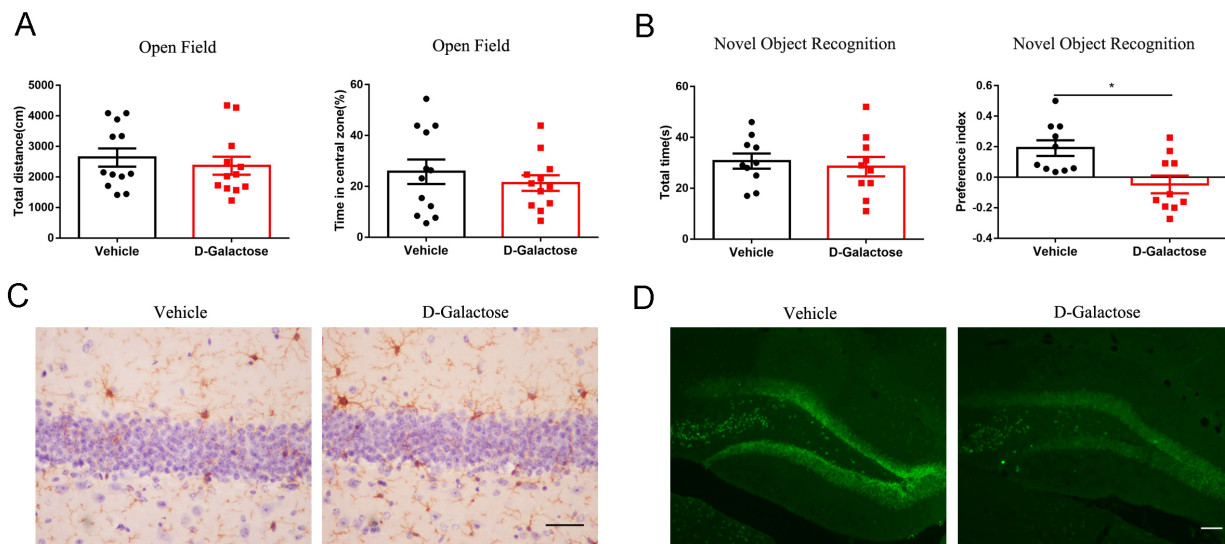 A
B
Open Field
Open Field
Novel Object Recognition
Novel Object Recognition
Total distance(cm)
5000
4000
3000
2000
1000
0
Vehicle
D-Galactose
Time in central zone(%)
60
40
20
0
Vehicle
D-Galactose
Total time(s)
60
40
20
0
Vehicle
D-Galactose
Preference index
0.6
0.4
0.2
0.0
-0.2
-0.4
*
Vehicle
D-Galactose
C
Vehicle
D-Galactose
D
Vehicle
D-Galactose